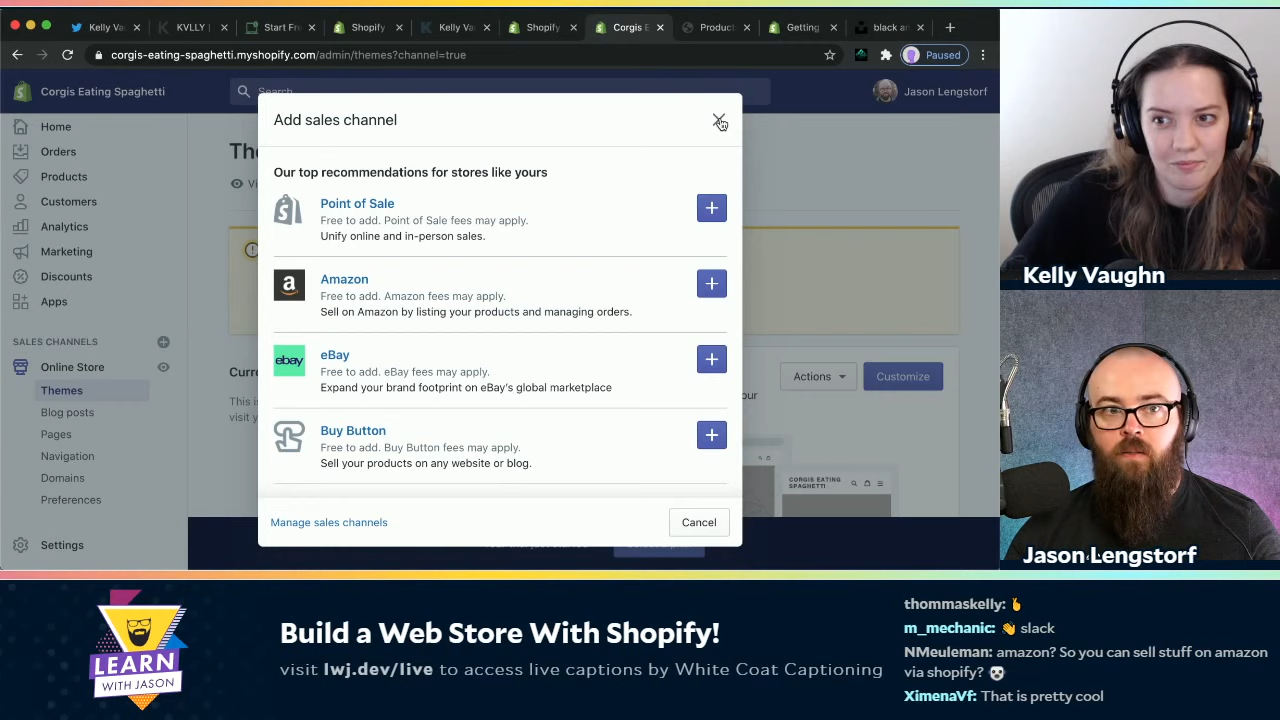 Kelly Va
KVLLY
Start Fre
Shopify
Kelly Va
Shopify
Corgis E
Product
Getting
black a
corgis-eating-spaghetti.myshopify.com/admin/themes?channel=true
Paused
Corgis Eating Spaghetti
Search
Jason Lengstorf
Home
Orders
Products
Customers
Analytics
Marketing
Discounts
Apps
SALES CHANNELS
Online Store
Themes
Blog posts
Pages
Navigation
Domains
Preferences
Settings
Th
Vi
Curr
This is
visit y
Add sales channel
Our top recommendations for stores like yours
Point of Sale
Free to add. Point of Sale fees may apply.
Unify online and in-person sales.
a
Amazon
Free to add. Amazon fees may apply.
Sell on Amazon by listing your products and managing orders.
ebay
eBay
Free to add. eBay fees may apply.
Expand your brand footprint on eBay's global marketplace
Buy Button
Free to add. Buy Button fees may apply.
Sell your products on any website or blog.
Manage sales channels
Cancel
Actions
Customize
our
CORGIS EATING
SPAGHETTI
Kelly Vaughn
Jason Lengstorf
LEARN
WITH JASON
Build a Web Store With Shopify!
visit lwj.dev/live to access live captions by White Coat Captioning
thommaskelly: 🤞
m_mechanic: 👋 slack
NMeuleman: amazon? So you can sell stuff on amazon
via shopify? 💀
XimenaVf: That is pretty cool